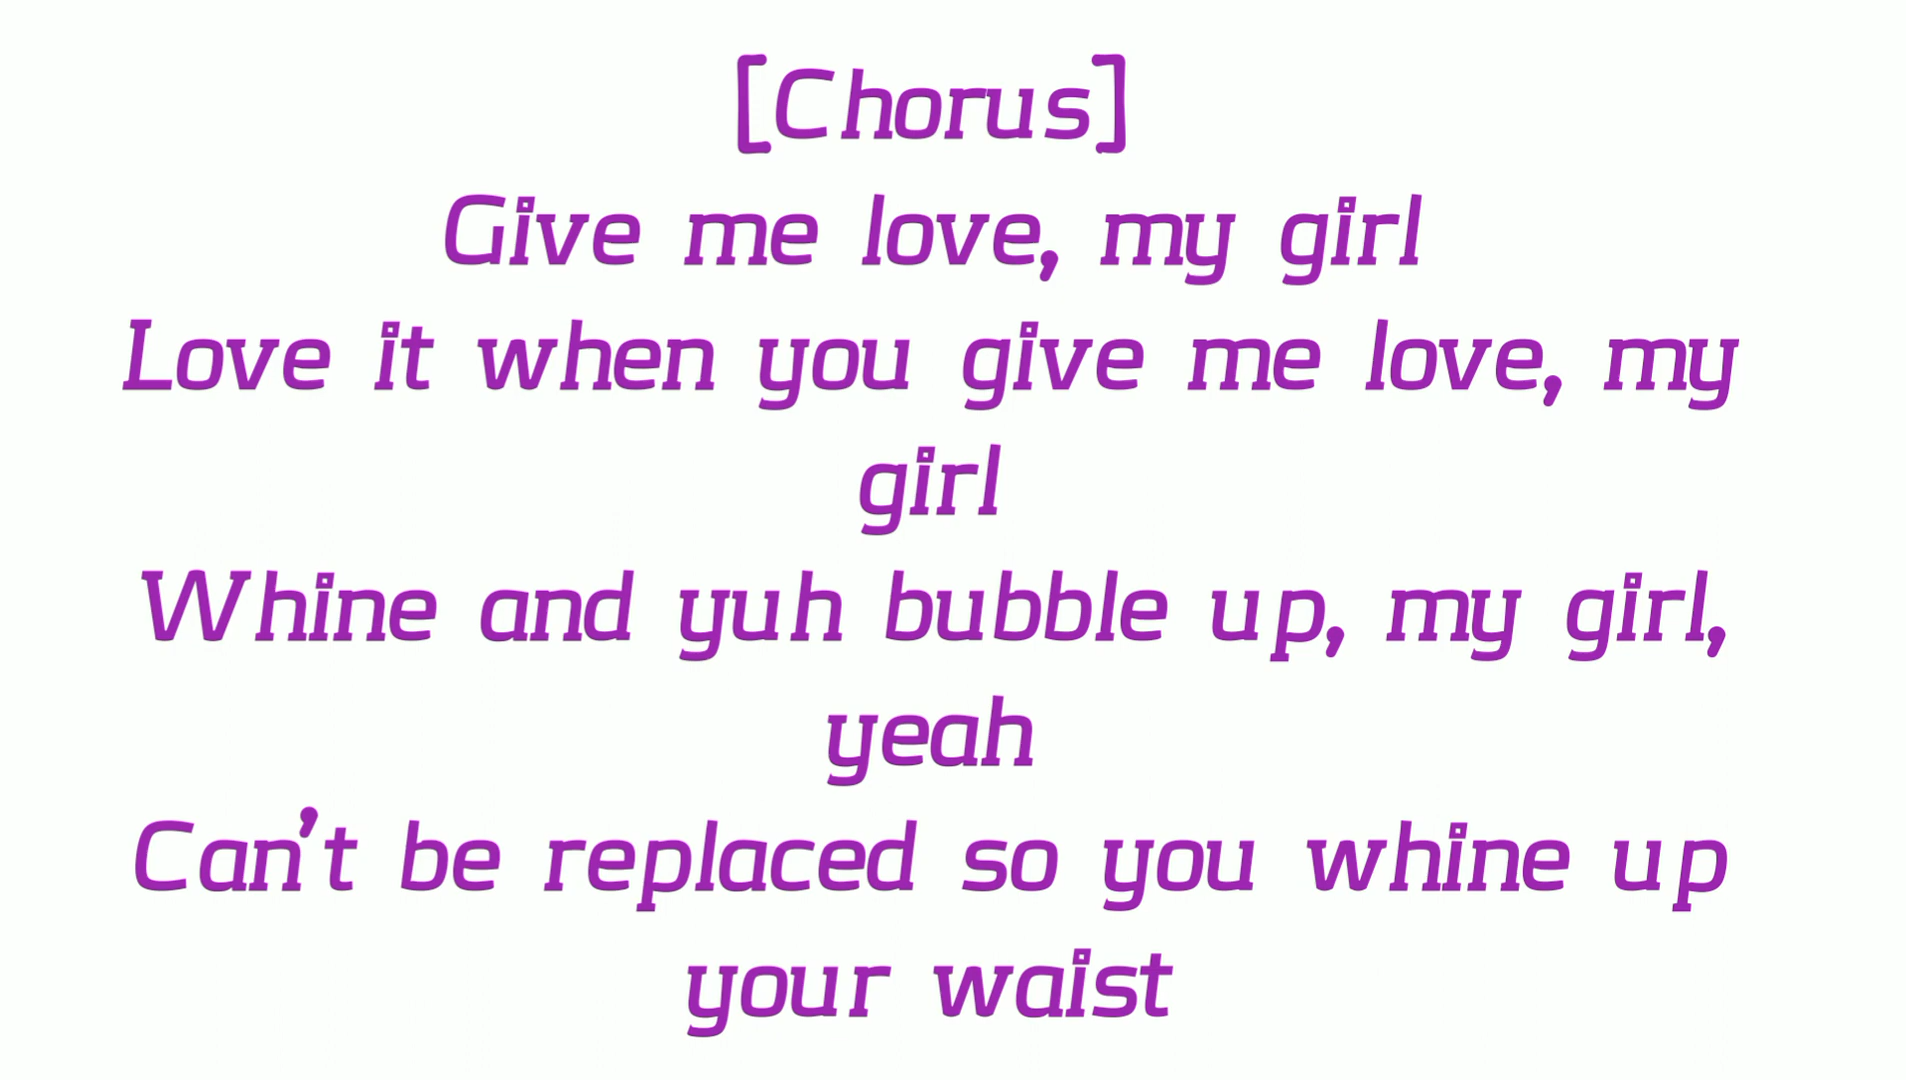 [Chorus]
Give me love, my girl
Love it when you give me love, my
girl
Whine and yuh bubble up, my girl,
yeah
Can't be replaced so you whine up
your waist